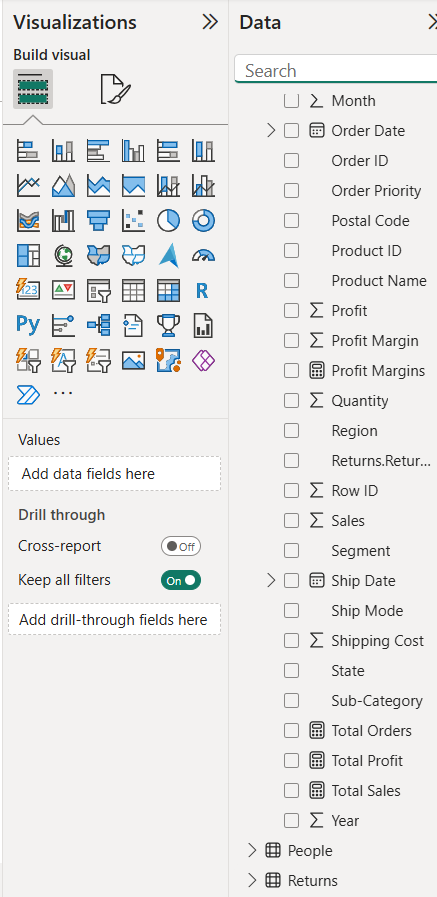 Visualizations
Build visual
123
R
Py
Values
Add data fields here
Drill through
Cross-report
Off
Keep all filters
On
Add drill-through fields here
Data
Search
Month
Order Date
Order ID
Order Priority
Postal Code
Product ID
Product Name
Profit
Profit Margin
Profit Margins
Quantity
Region
Returns.Retur...
Row ID
Sales
Segment
Ship Date
Ship Mode
Shipping Cost
State
Sub-Category
Total Orders
Total Profit
Total Sales
Year
People
Returns